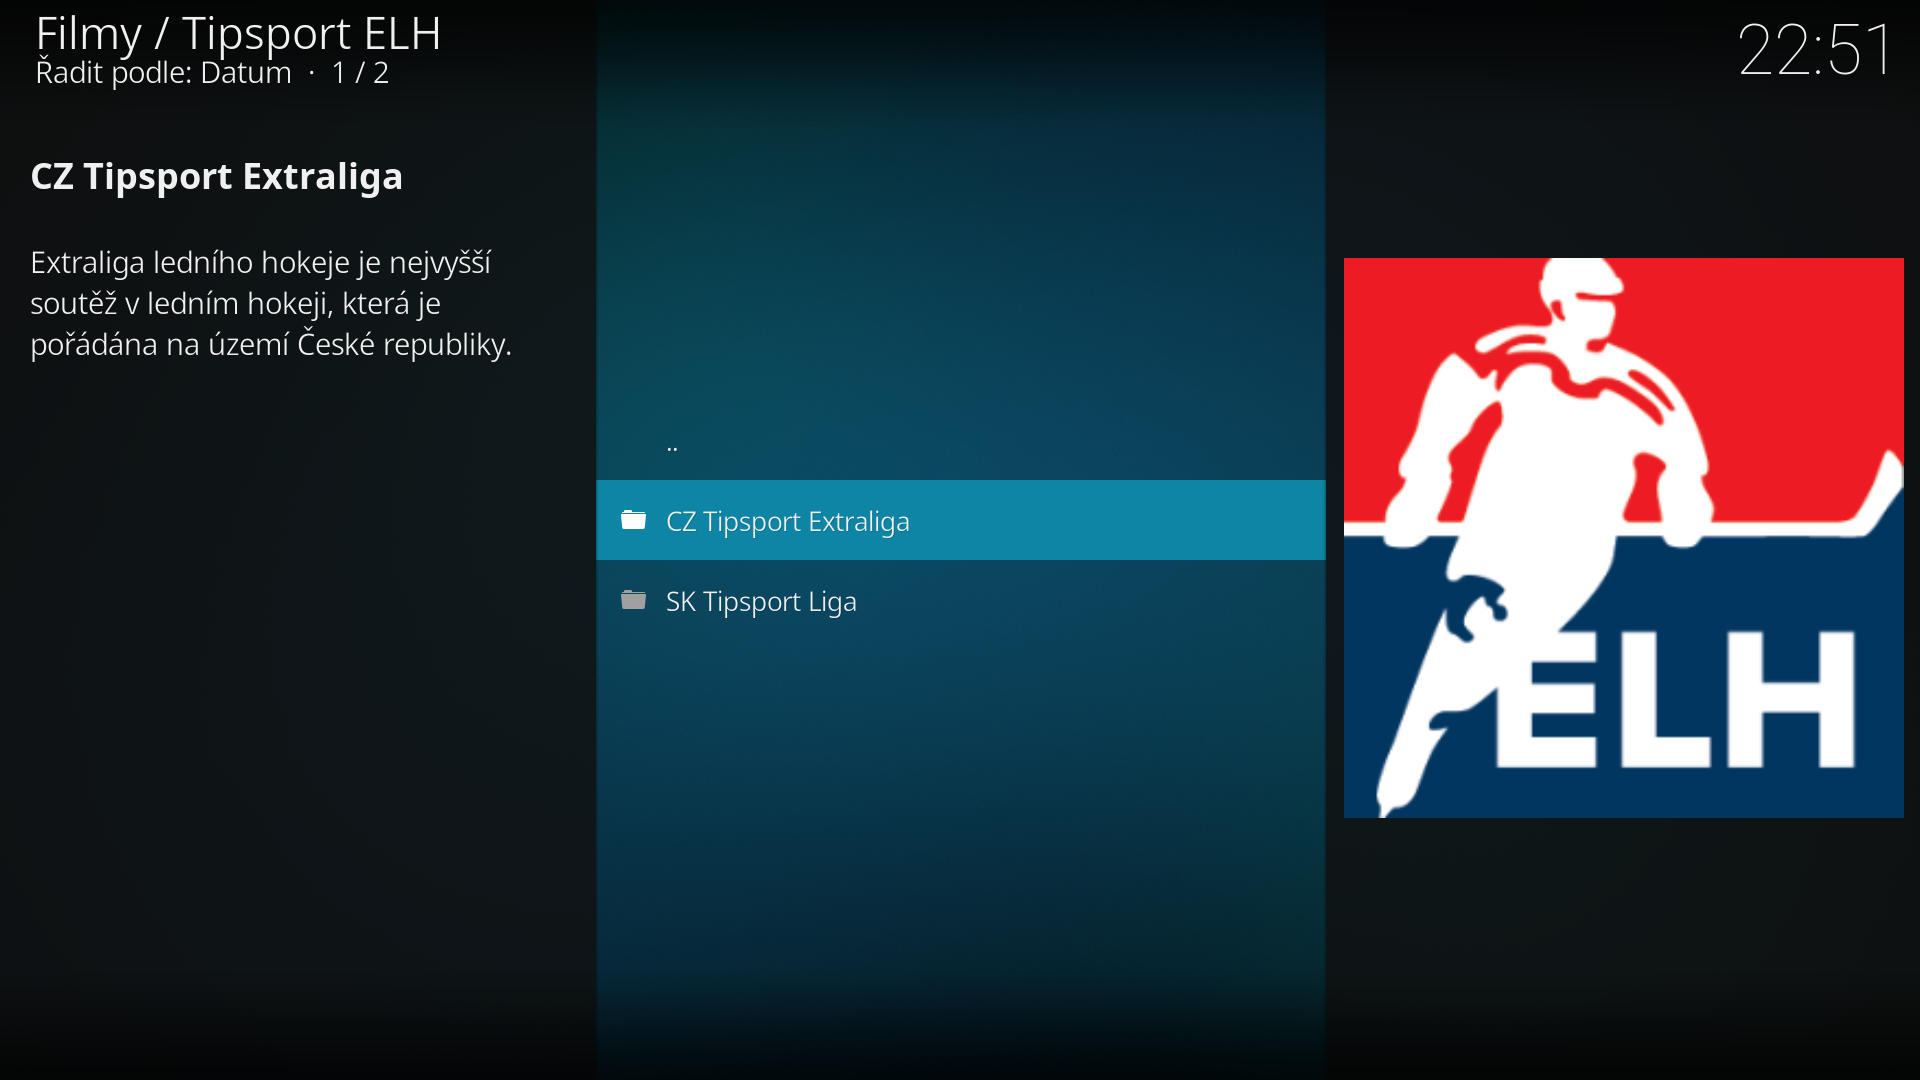 Filmy / Tipsport ELH
Řadit podle: Datum · 1 / 2
22:51
CZ Tipsport Extraliga
Extraliga ledního hokeje je nejvyšší
soutěž v ledním hokeji, která je
pořádána na území České republiky.
..
CZ Tipsport Extraliga
SK Tipsport Liga
ELH